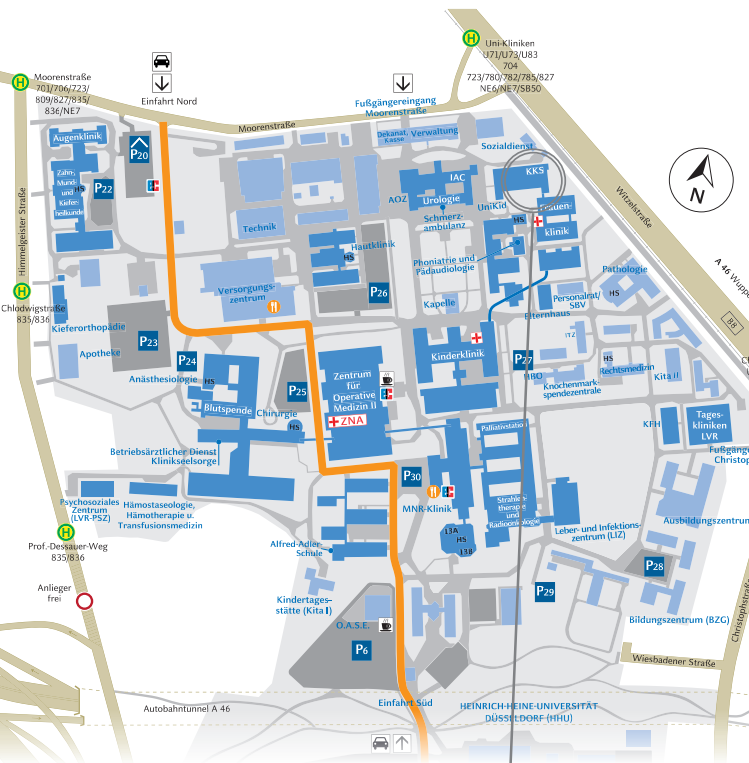 Uni-Kliniken
U71/U73/U83
704
723/780/782/785/827
NE6/NE7/SB50
H
H
Moorenstraße
701/706/723/
809/827/835/
836/NE7
Einfahrt Nord
Fußgängereingang
Moorenstraße
Moorenstraße
Dekanat,
Kasse
Verwaltung
Sozialdienst
Augenklinik
P20
Zahn-,
Mund-
und
Kiefer-
heilkunde
HS
P22
Himmelgeister Straße
IAC
AOZ
Urologie
Schmerz-
ambulanz
KKS
UniKid
HS
Frauen-
klinik
Witzelstraße
N
Technik
Hautklinik
HS
Phoniatrie und
Pädaudiologie
Pathologie
HS
A 46 Wuppe
Versorgungs-
zentrum
P26
Kapelle
Personalrat/
SBV
Elternhaus
88
H
Chlodwigstraße
835/836
Kieferorthopädie
P23
Apotheke
P24
Anästhesiologie
HS
Blutspende
P25
Chirurgie
HS
Zentrum
für
Operative
Medizin II
ZNA
Kinderklinik
P27
ITZ
HS
Rechtsmedizin
Kita II
Knochenmark-
spendezentrale
KFH
Tages-
kliniken
LVR
Fußgäng
Christop
Palliativstation
Betriebsärztlicher Dienst
Klinikseelsorge
P30
MNR-Klinik
Strahlen-
therapie
und
Radioonkologie
Psychosoziales
Zentrum
(LVR-PSZ)
Hämostaseologie,
Hämotherapie u.
Transfusionsmedizin
13A
HS
13B
Leber- und Infektions-
zentrum (LIZ)
Ausbildungszentrum
H
Prof.-Dessauer-Weg
835/836
Alfred-Adler-
Schule
P28
Anlieger
frei
Kindertages-
stätte (Kita I)
O.A.S.E.
P29
Bildungszentrum (BZG)
Christophstraße
P6
Wiesbadener Straße
Einfahrt Süd
Autobahntunnel A 46
HEINRICH-HEINE-UNIVERSITÄT
DÜSSELDORF (HHU)